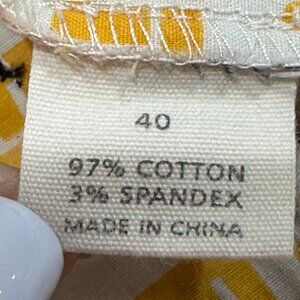 40
97% COTTON
3% SPANDEX
MADE IN CHINA